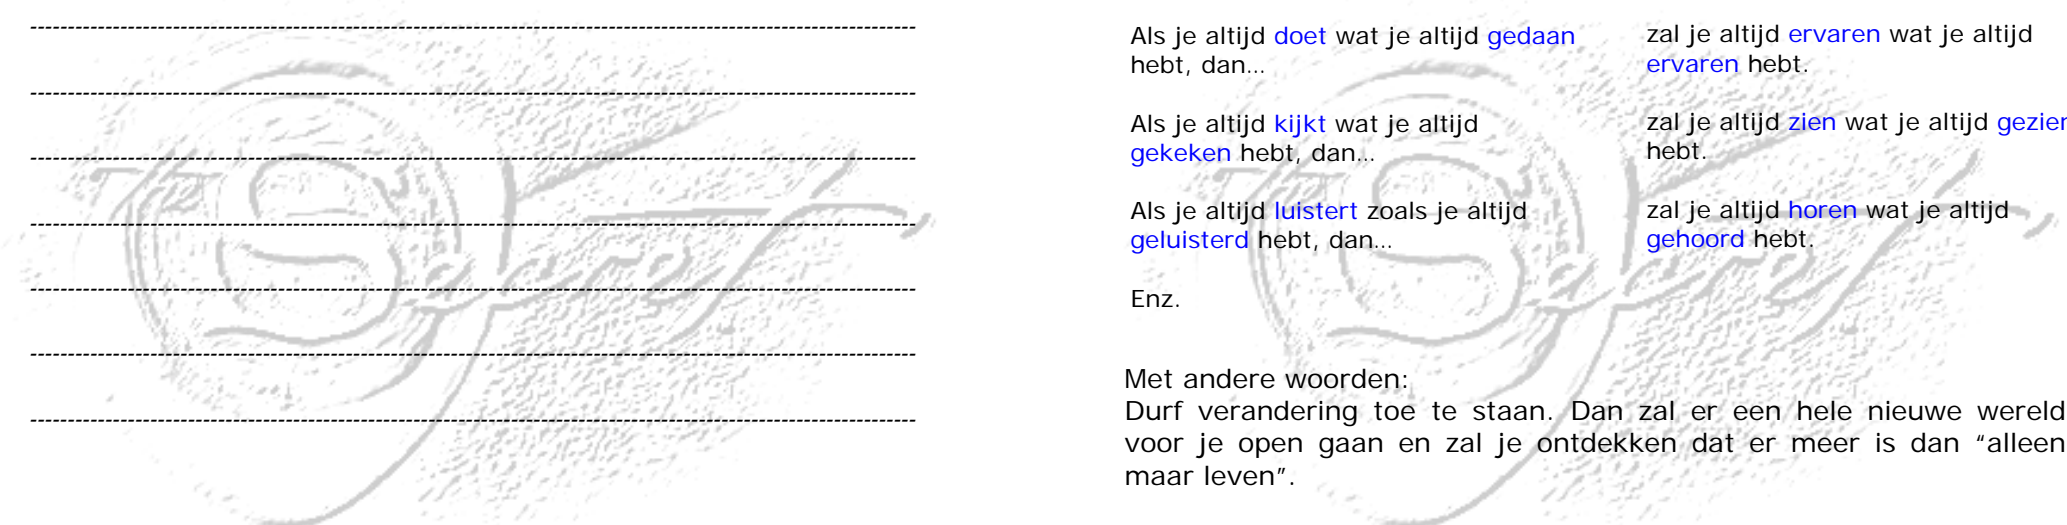 Als je altijd doet wat je altijd gedaan
hebt, dan…
zal je altijd ervaren wat je altijd
ervaren hebt.
Als je altijd kijkt wat je altijd
gekeken hebt, dan…
zal je altijd zien wat je altijd gezien
hebt.
Als je altijd luistert zoals je altijd
geluisterd hebt, dan…
zal je altijd horen wat je altijd
gehoord hebt.
Enz.
Met andere woorden:
Durf verandering toe te staan. Dan zal er een hele nieuwe wereld
voor je open gaan en zal je ontdekken dat er meer is dan “alleen
maar leven”.